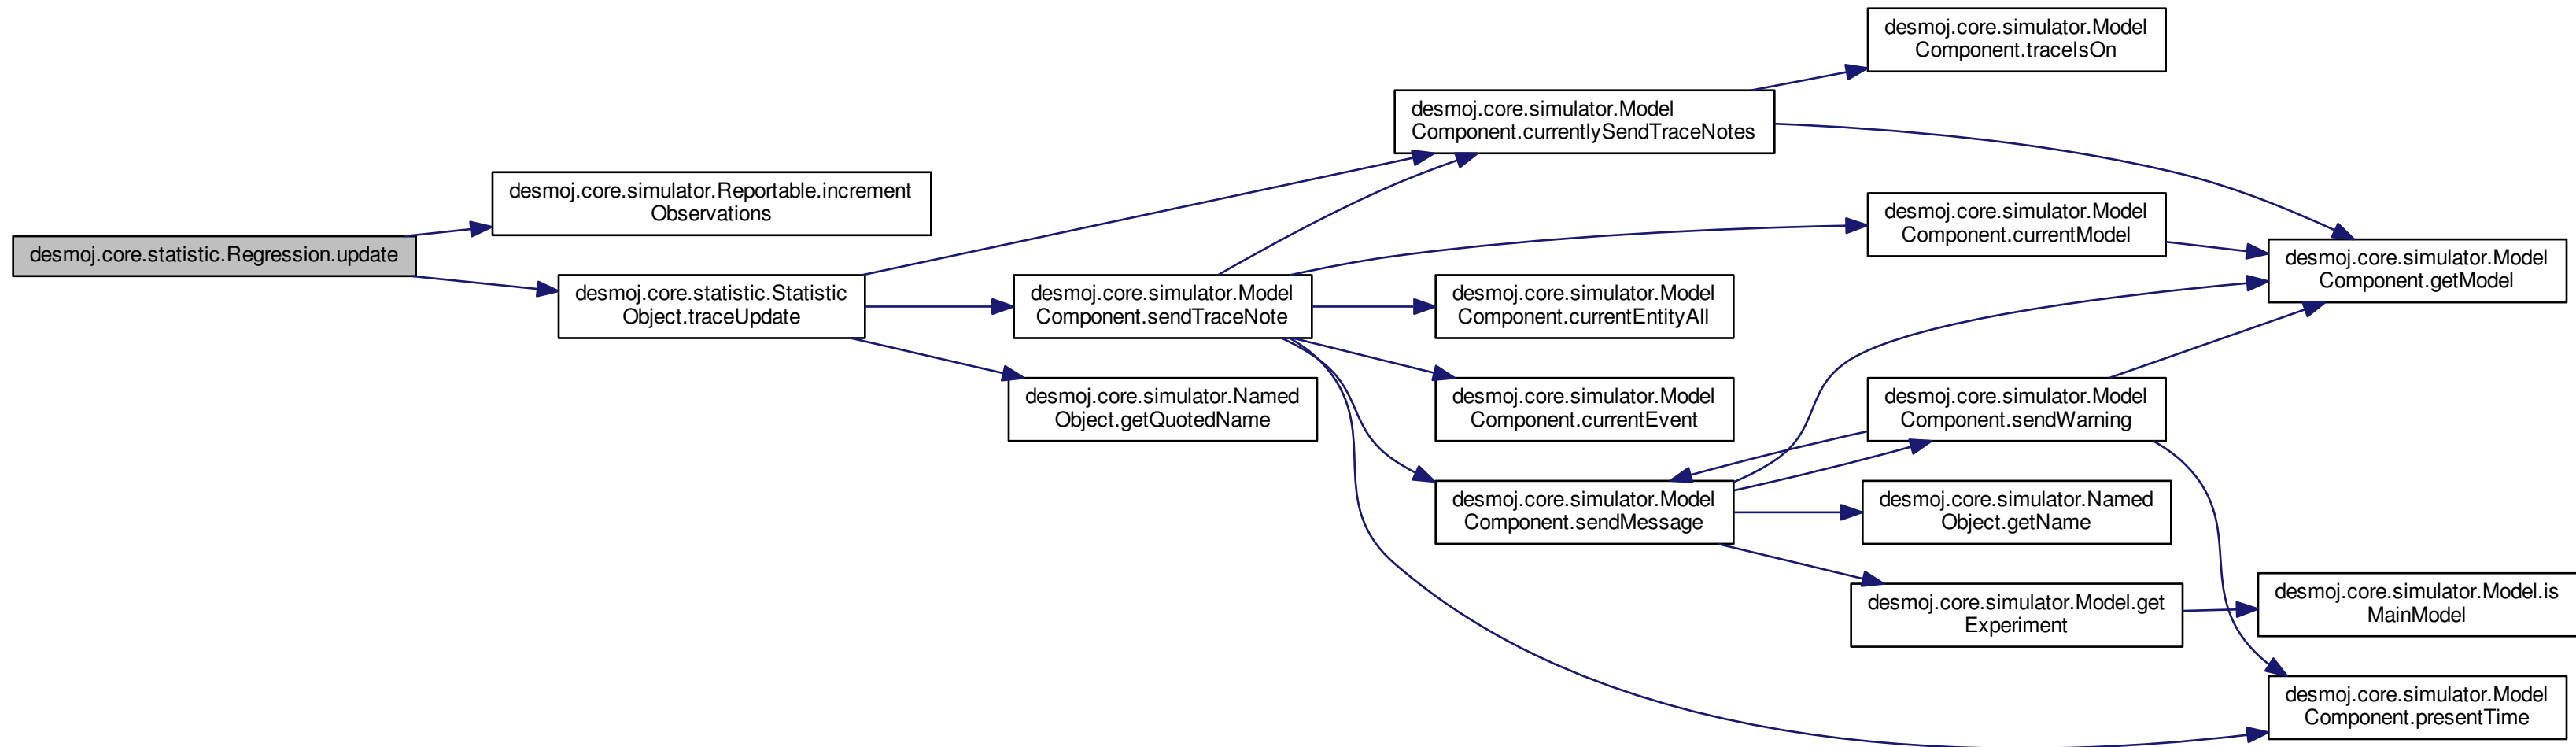 desmoj.core.statistic.Regression.update
desmoj.core.simulator.Reportable.increment
Observations
desmoj.core.statistic.Statistic
Object.traceUpdate
desmoj.core.simulator.Model
Component.sendTraceNote
desmoj.core.simulator.Named
Object.getQuotedName
desmoj.core.simulator.Model
Component.currentlySendTraceNotes
desmoj.core.simulator.Model
Component.currentEntityAll
desmoj.core.simulator.Model
Component.currentEvent
desmoj.core.simulator.Model
Component.sendMessage
desmoj.core.simulator.Model
Component.traceIsOn
desmoj.core.simulator.Model
Component.currentModel
desmoj.core.simulator.Model
Component.sendWarning
desmoj.core.simulator.Named
Object.getName
desmoj.core.simulator.Model.get
Experiment
desmoj.core.simulator.Model
Component.getModel
desmoj.core.simulator.Model.is
MainModel
desmoj.core.simulator.Model
Component.presentTime